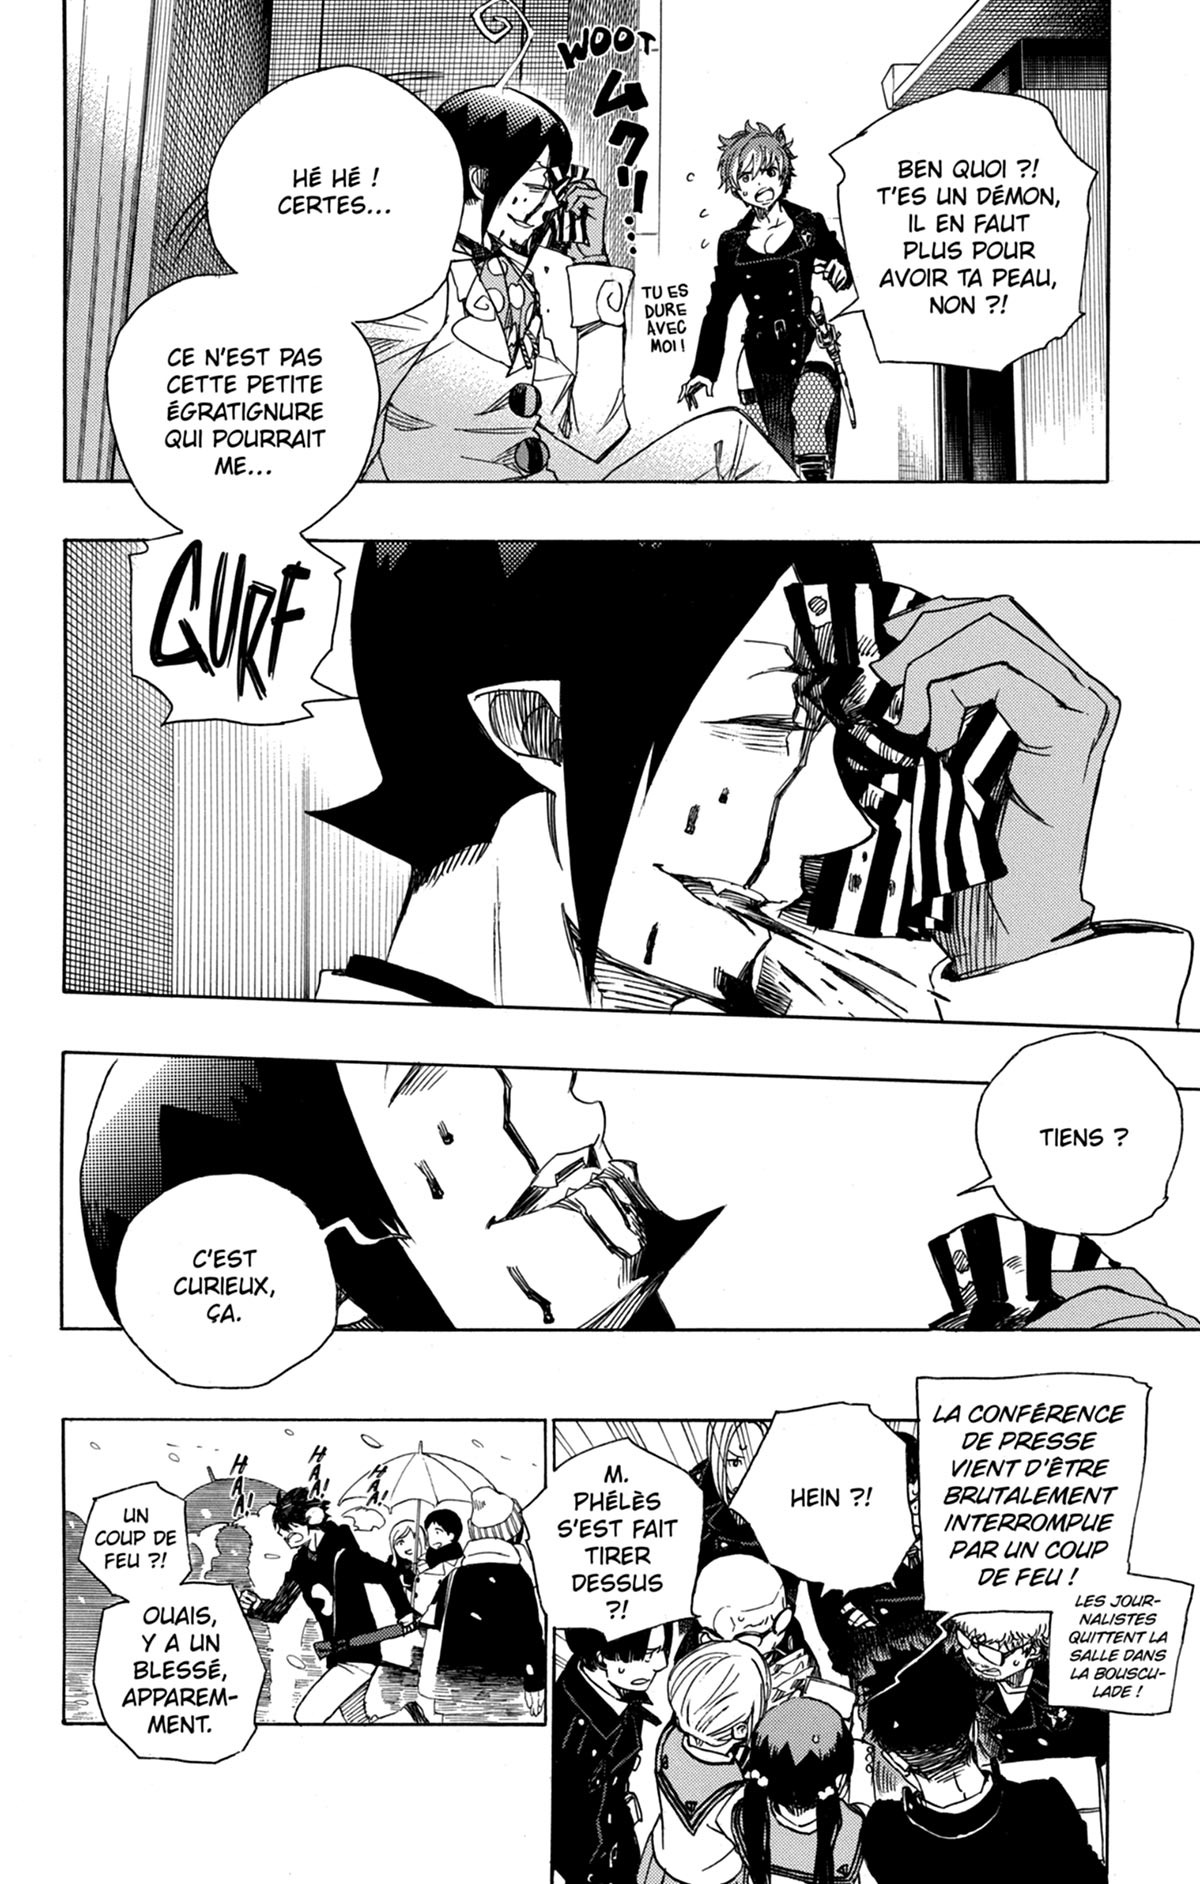 BEN QUOI ?!
T'ES UN DÉMON,
IL EN FAUT
PLUS POUR
AVOIR TA PEAU,
NON ?!
WOOT
ムクリ…
TU ES
DURE
AVEC
MOI !
HÉ HÉ !
CERTES...
CE N'EST PAS
CETTE PETITE
ÉGRATIGNURE
QUI POURRAIT
ME...
GURF
TIENS ?
C'EST
CURIEUX,
ÇA.
LA CONFÉRENCE
DE PRESSE
VIENT D'ÊTRE
BRUTALEMENT
INTERROMPUE
PAR UN COUP
DE FEU !
LES JOUR-
NALISTES
QUITTENT LA
SALLE DANS
LA BOUSCU-
LADE !
HEIN ?!
M.
PHÉLÈS
S'EST FAIT
TIRER
DESSUS
?!
HAA!
HAA!
HAA!
UN
COUP DE
FEU ?!
OUAIS,
Y A UN
BLESSÉ,
APPAREM-
MENT.